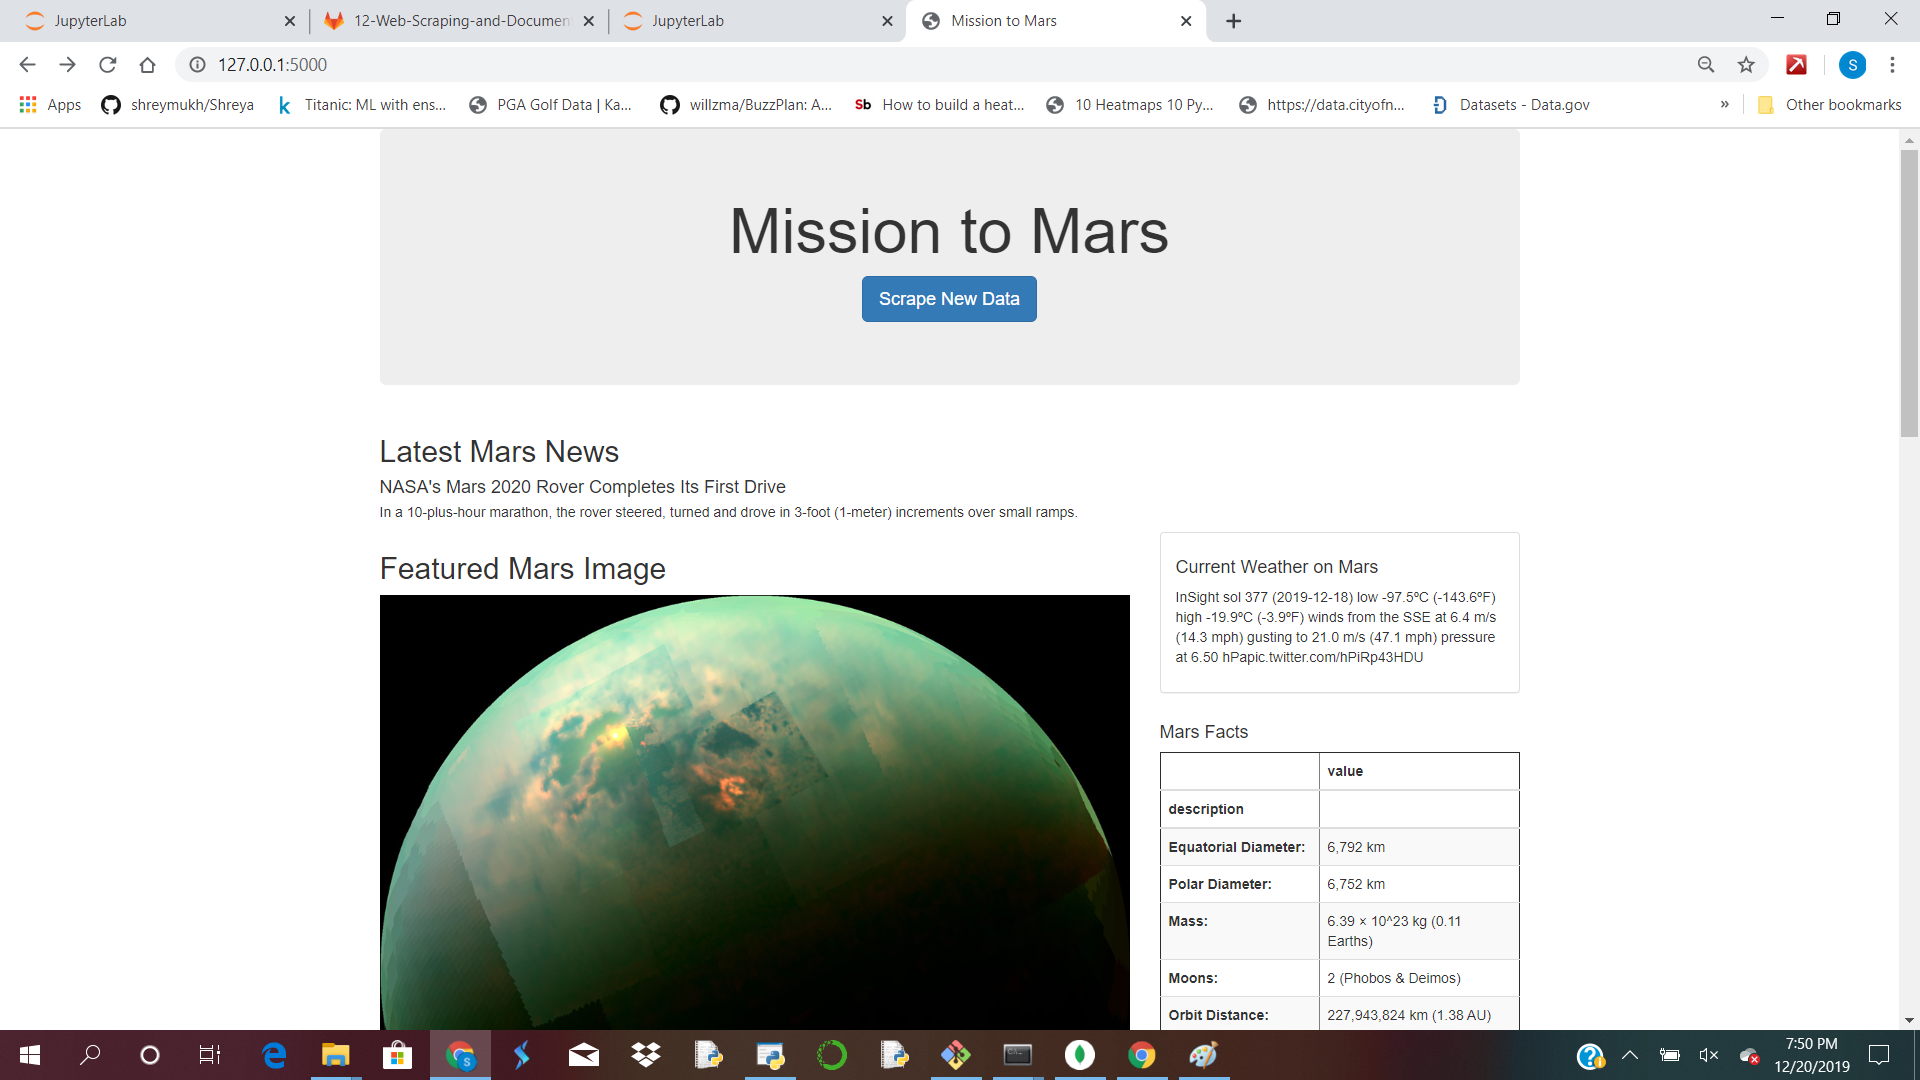 JupyterLab
12-Web-Scraping-and-Documen
JupyterLab
Mission to Mars
127.0.0.1:5000
S
Apps
shreymukh/Shreya
k
Titanic: ML with ens...
PGA Golf Data | Ka...
willzma/BuzzPlan: A...
Sb
How to build a heat...
10 Heatmaps 10 Py...
https://data.cityofn...
Datasets - Data.gov
»
Other bookmarks
Mission to Mars
Scrape New Data
Latest Mars News
NASA's Mars 2020 Rover Completes Its First Drive
In a 10-plus-hour marathon, the rover steered, turned and drove in 3-foot (1-meter) increments over small ramps.
Featured Mars Image
Current Weather on Mars
InSight sol 377 (2019-12-18) low -97.5ºC (-143.6ºF)
high -19.9ºC (-3.9ºF) winds from the SSE at 6.4 m/s
(14.3 mph) gusting to 21.0 m/s (47.1 mph) pressure
at 6.50 hPapic.twitter.com/hPiRp43HDU
Mars Facts
value
description
Equatorial Diameter: 6,792 km
Polar Diameter: 6,752 km
Mass: 6.39 × 10^23 kg (0.11
Earths)
Moons: 2 (Phobos & Deimos)
Orbit Distance: 227,943,824 km (1.38 AU)
7:50 PM
12/20/2019